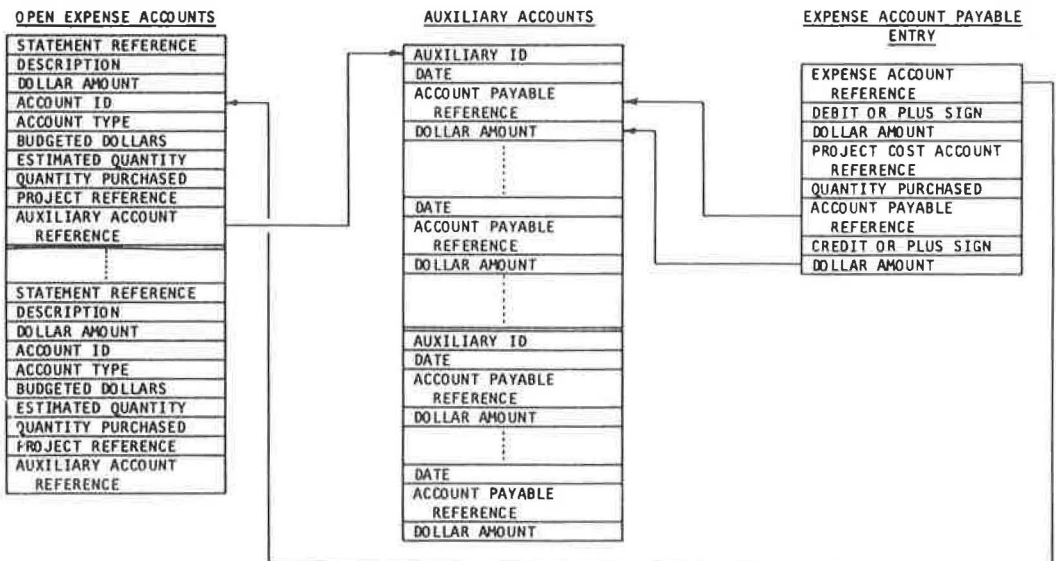 OPEN EXPENSE ACCOUNTS
STATEMENT REFERENCE
DESCRIPTION
DOLLAR AMOUNT
ACCOUNT ID
ACCOUNT TYPE
BUDGETED DOLLARS
ESTIMATED QUANTITY
QUANTITY PURCHASED
PROJECT REFERENCE
AUXILIARY ACCOUNT
REFERENCE
STATEMENT REFERENCE
DESCRIPTION
DOLLAR AMOUNT
ACCOUNT ID
ACCOUNT TYPE
BUDGETED DOLLARS
ESTIMATED QUANTITY
QUANTITY PURCHASED
PROJECT REFERENCE
AUXILIARY ACCOUNT
REFERENCE
AUXILIARY ACCOUNTS
AUXILIARY ID
DATE
ACCOUNT PAYABLE
REFERENCE
DOLLAR AMOUNT
DATE
ACCOUNT PAYABLE
REFERENCE
DOLLAR AMOUNT
AUXILIARY ID
DATE
ACCOUNT PAYABLE
REFERENCE
DOLLAR AMOUNT
DATE
ACCOUNT PAYABLE
REFERENCE
DOLLAR AMOUNT
EXPENSE ACCOUNT PAYABLE
ENTRY
EXPENSE ACCOUNT
REFERENCE
DEBIT OR PLUS SIGN
DOLLAR AMOUNT
PROJECT COST ACCOUNT
REFERENCE
QUANTITY PURCHASED
ACCOUNT PAYABLE
REFERENCE
CREDIT OR PLUS SIGN
DOLLAR AMOUNT